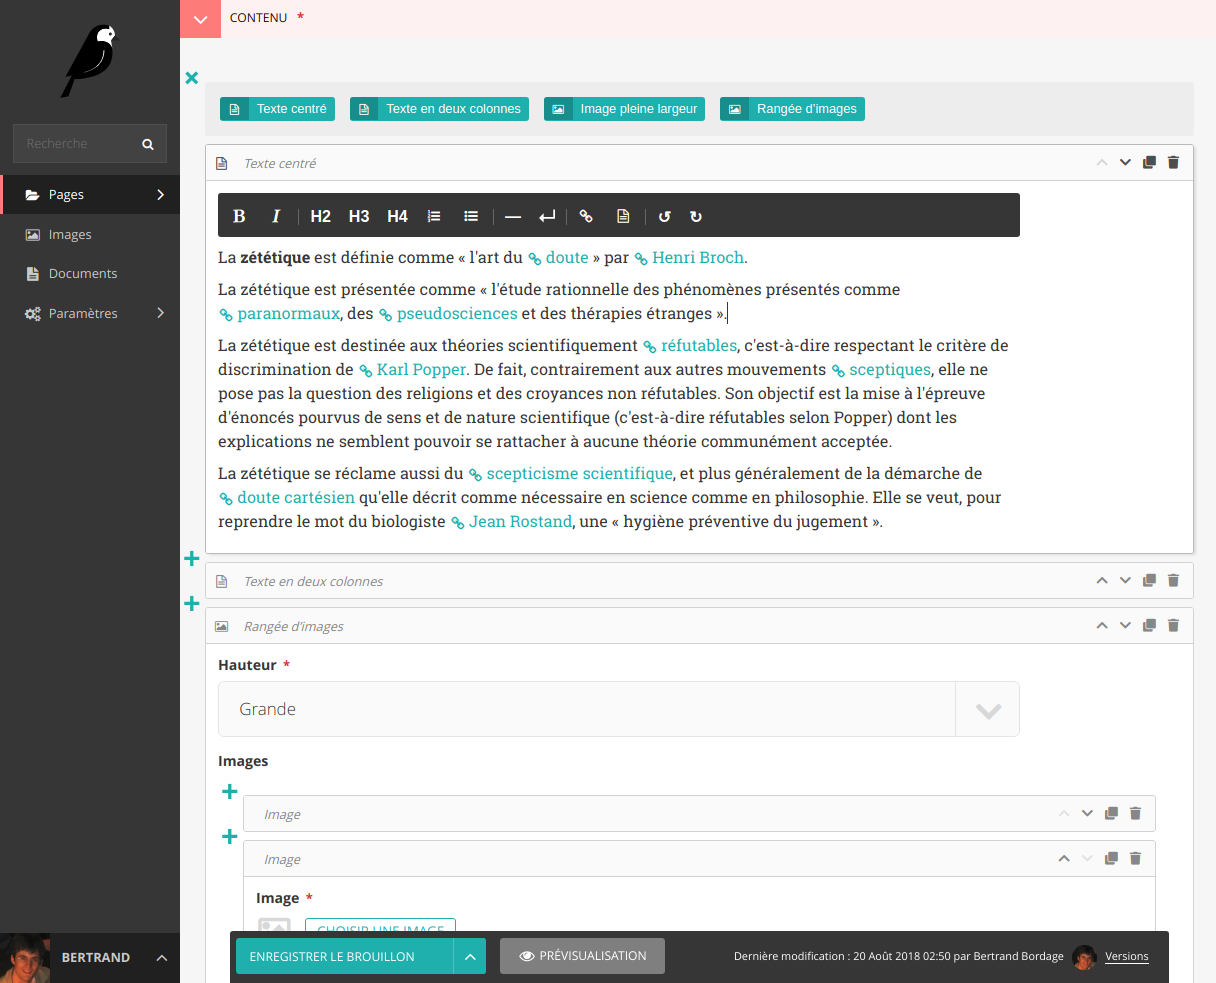 CONTENU *
Recherche
Pages
Images
Documents
Paramètres
BERTRAND
Texte centré
Texte en deux colonnes
Image pleine largeur
Rangée d'images
Texte centré
B I H2 H3 H4
La zététique est définie comme « l'art du doute » par Henri Broch.
La zététique est présentée comme « l'étude rationnelle des phénomènes présentés comme
paranormaux, des pseudosciences et des thérapies étranges ».
La zététique est destinée aux théories scientifiquement réfutables, c'est-à-dire respectant le critère de
discrimination de Karl Popper. De fait, contrairement aux autres mouvements sceptiques, elle ne
pose pas la question des religions et des croyances non réfutables. Son objectif est la mise à l'épreuve
d'énoncés pourvus de sens et de nature scientifique (c'est-à-dire réfutables selon Popper) dont les
explications ne semblent pouvoir se rattacher à aucune théorie communément acceptée.
La zététique se réclame aussi du scepticisme scientifique, et plus généralement de la démarche de
doute cartésien qu'elle décrit comme nécessaire en science comme en philosophie. Elle se veut, pour
reprendre le mot du biologiste Jean Rostand, une « hygiène préventive du jugement ».
Texte en deux colonnes
Rangée d'images
Hauteur *
Grande
Images
Image
Image
Image *
CHOISIR UNE IMAGE
ENREGISTRER LE BROUILLON
PRÉVISUALISATION
Dernière modification : 20 Août 2018 02:50 par Bertrand Bordage
Versions